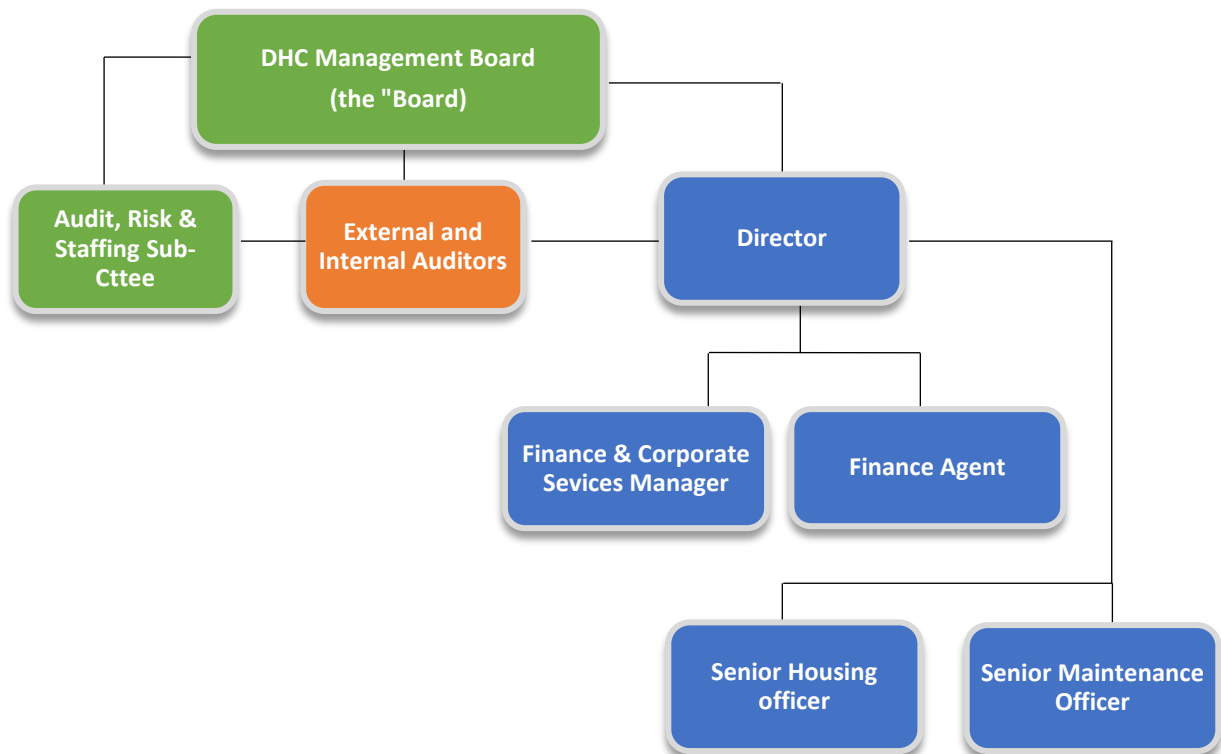 DHC Management Board
(the "Board)
Audit, Risk &
Staffing Sub-
Cttee
External and
Internal Auditors
Director
Finance & Corporate
Sevices Manager
Finance Agent
Senior Housing
officer
Senior Maintenance
Officer